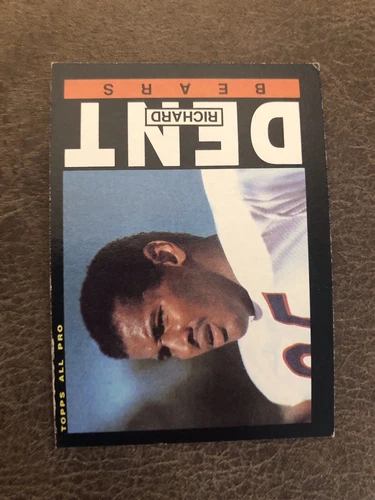 BEARS
DENT
RICHARD
TOPPS ALL PRO